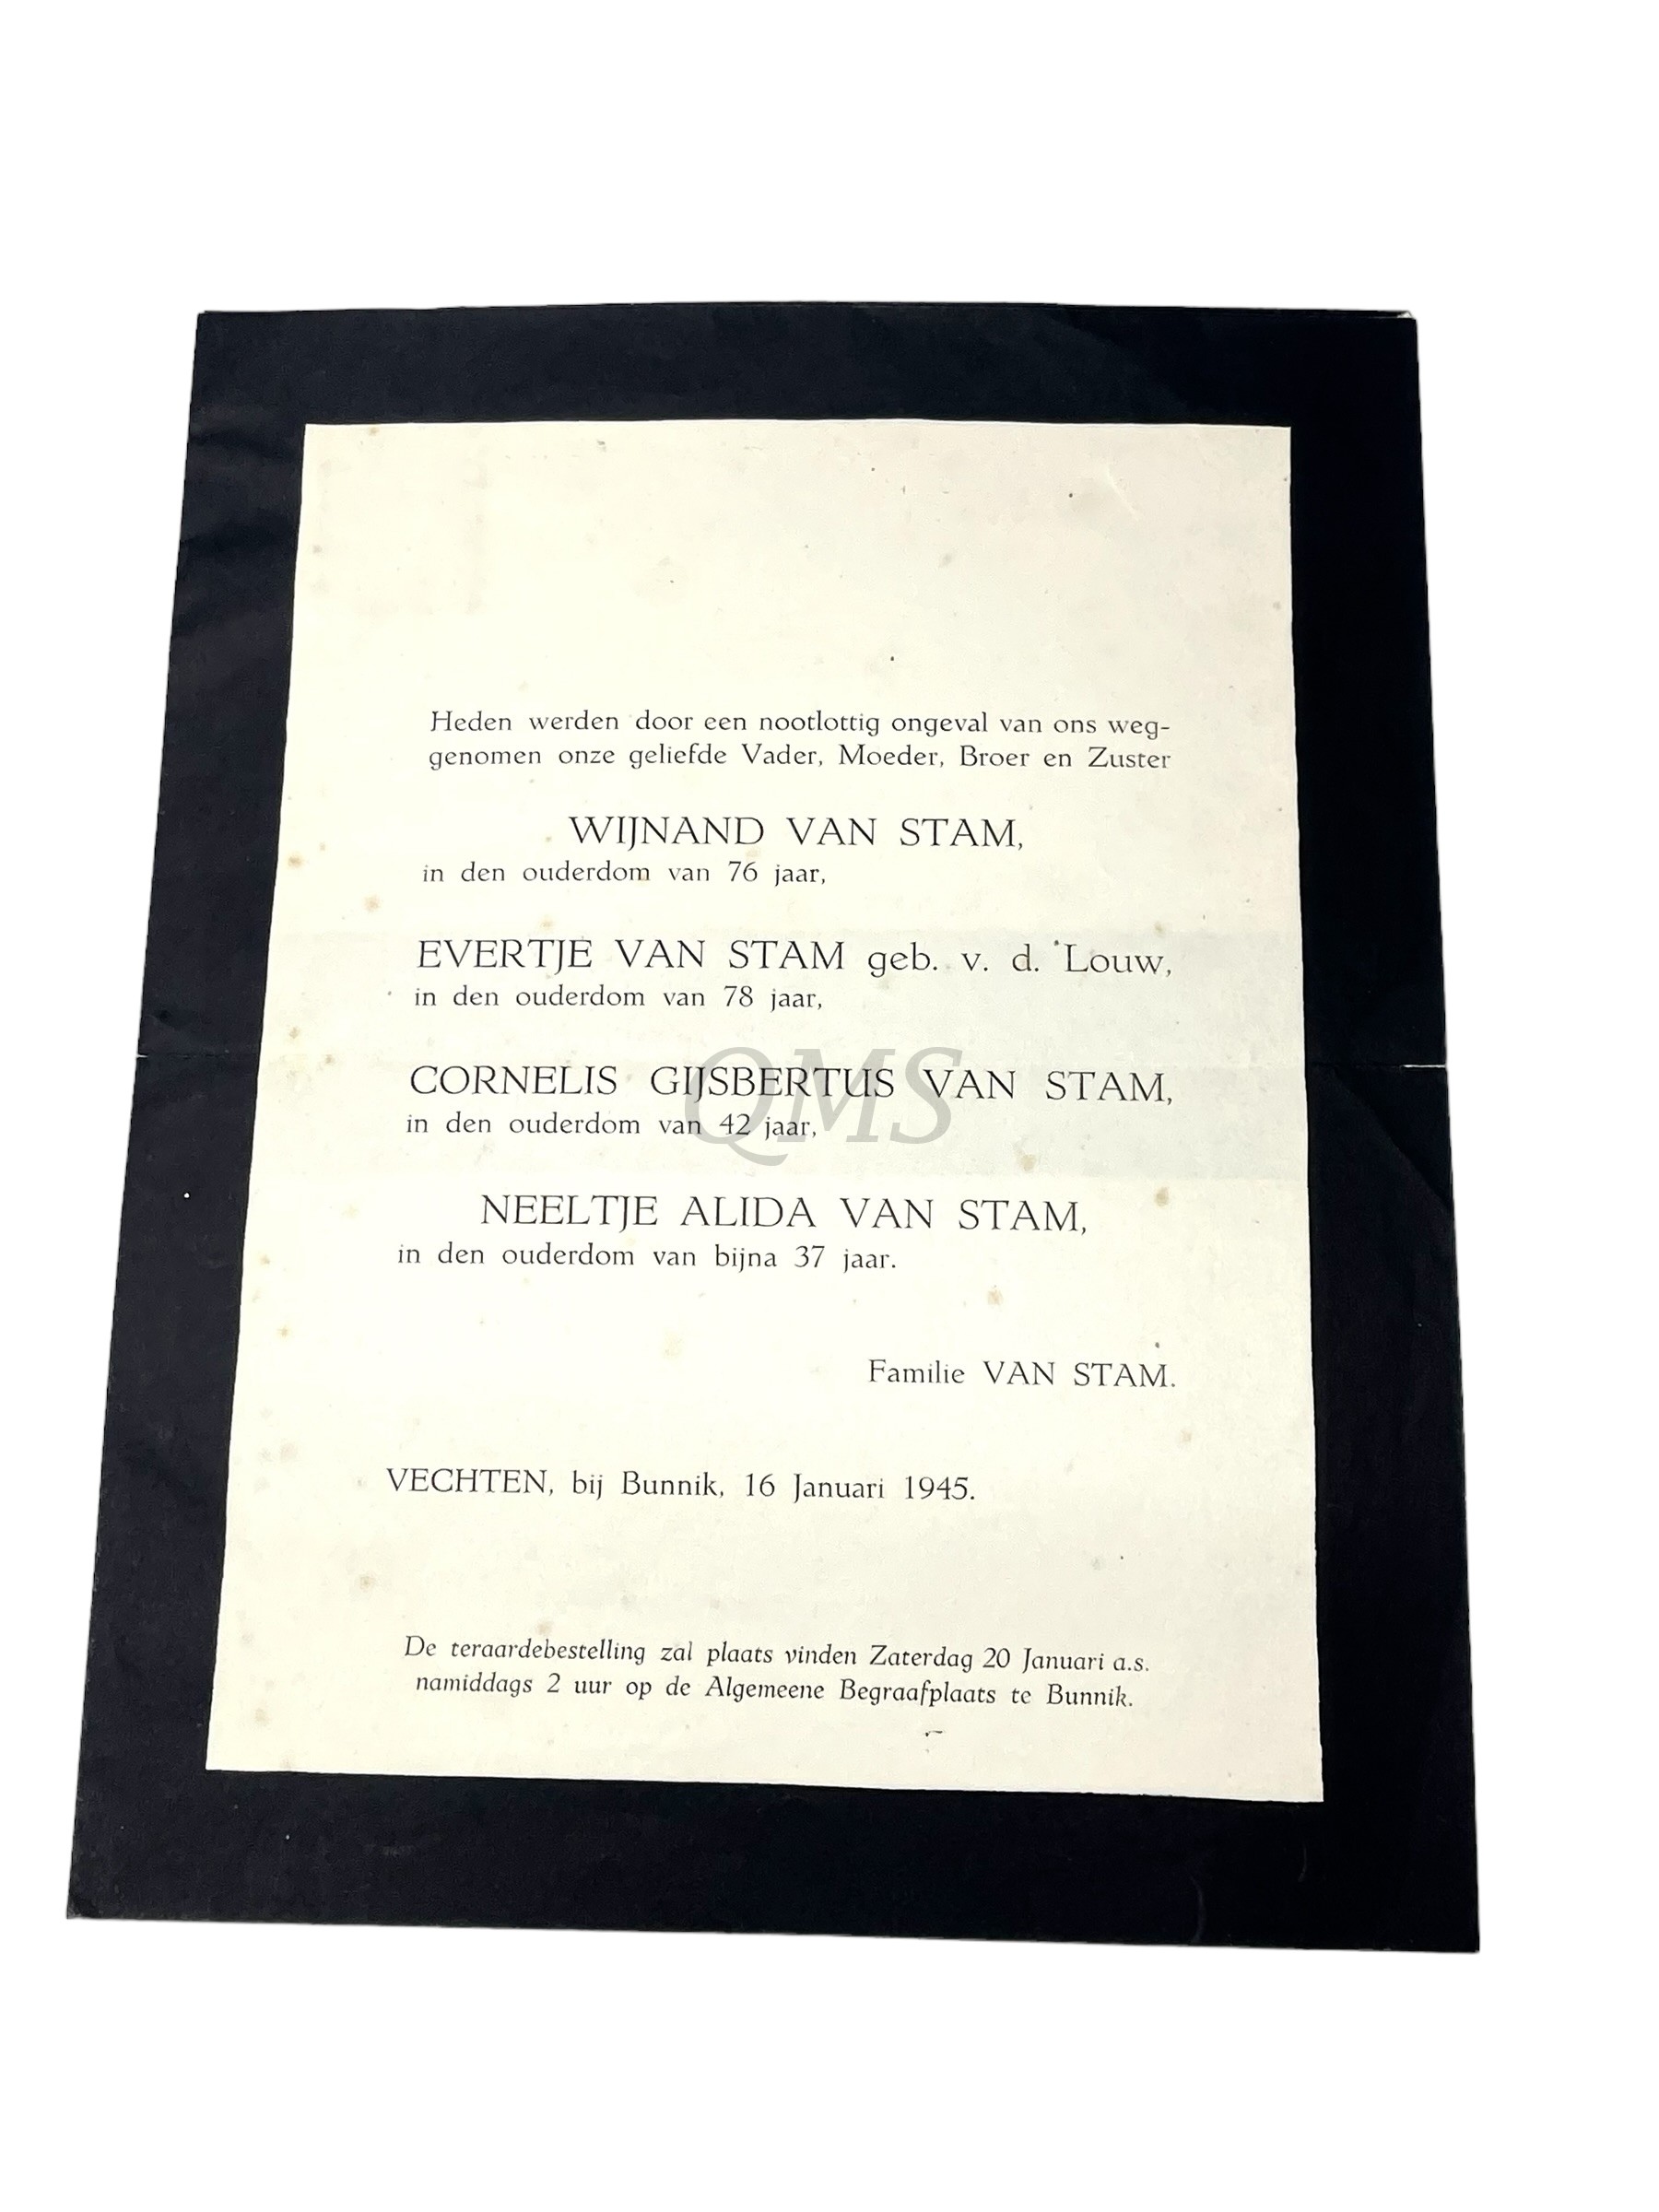 Heden werden door een nootlottig ongeval van ons weg-
genomen onze geliefde Vader, Moeder, Broer en Zuster
WIJNAND VAN STAM,
in den ouderdom van 76 jaar,
EVERTJE VAN STAM geb. v. d. Louw,
in den ouderdom van 78 jaar,
CORNELIS GIJSBERTUS VAN STAM,
in den ouderdom van 42 jaar,
QMS
NEELTJE ALIDA VAN STAM,
in den ouderdom van bijna 37 jaar.
Familie VAN STAM.
VECHTEN, bij Bunnik, 16 Januari 1945.
De teraardebestelling zal plaats vinden Zaterdag 20 Januari a.s.
namiddags 2 uur op de Algemeene Begraafplaats te Bunnik.